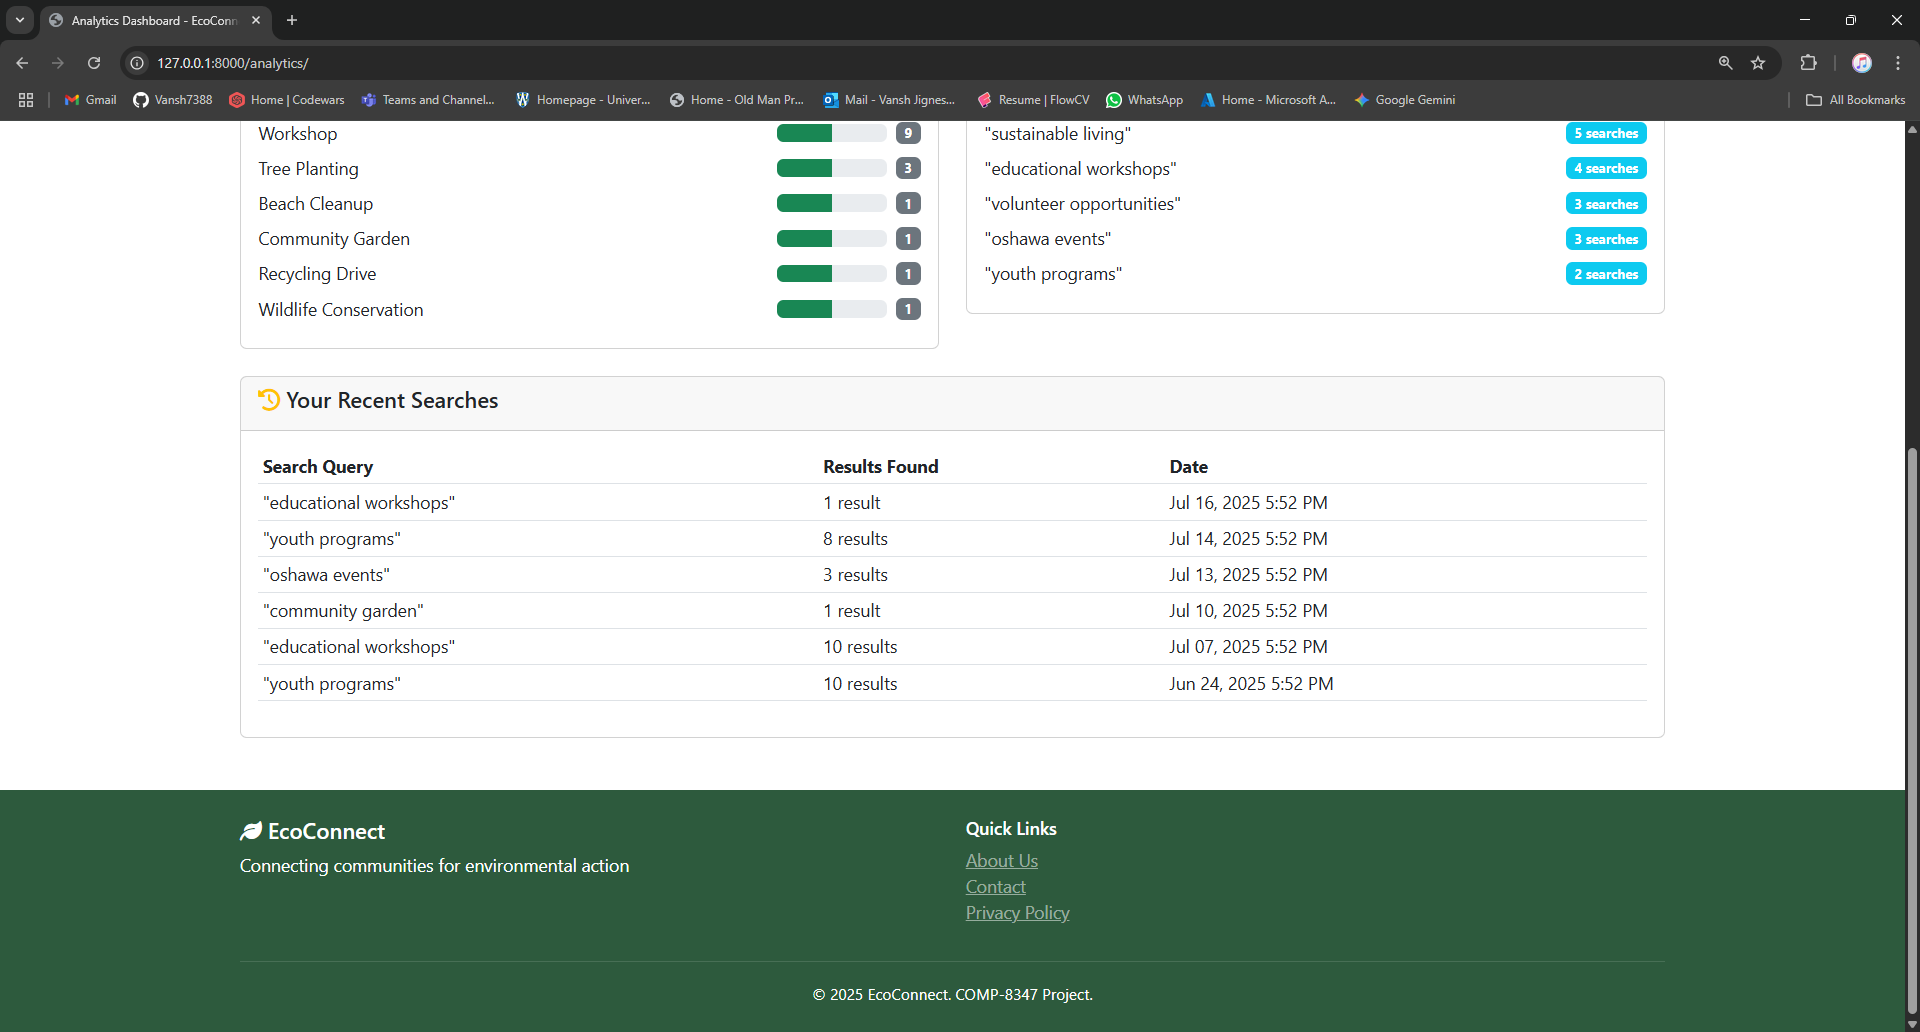 Analytics Dashboard - EcoConn
127.0.0.1:8000/analytics/
Gmail
Vansh7388
Home | Codewars
Teams and Channel...
Homepage - Univer...
Home - Old Man Pr...
Mail - Vansh Jignes...
Resume | FlowCV
WhatsApp
Home - Microsoft A...
Google Gemini
All Bookmarks
Workshop 9
Tree Planting 3
Beach Cleanup 1
Community Garden 1
Recycling Drive 1
Wildlife Conservation 1
"sustainable living" 5 searches
"educational workshops" 4 searches
"volunteer opportunities" 3 searches
"oshawa events" 3 searches
"youth programs" 2 searches
Your Recent Searches
Search Query Results Found Date
"educational workshops" 1 result Jul 16, 2025 5:52 PM
"youth programs" 8 results Jul 14, 2025 5:52 PM
"oshawa events" 3 results Jul 13, 2025 5:52 PM
"community garden" 1 result Jul 10, 2025 5:52 PM
"educational workshops" 10 results Jul 07, 2025 5:52 PM
"youth programs" 10 results Jun 24, 2025 5:52 PM
EcoConnect
Connecting communities for environmental action
Quick Links
About Us
Contact
Privacy Policy
© 2025 EcoConnect. COMP-8347 Project.